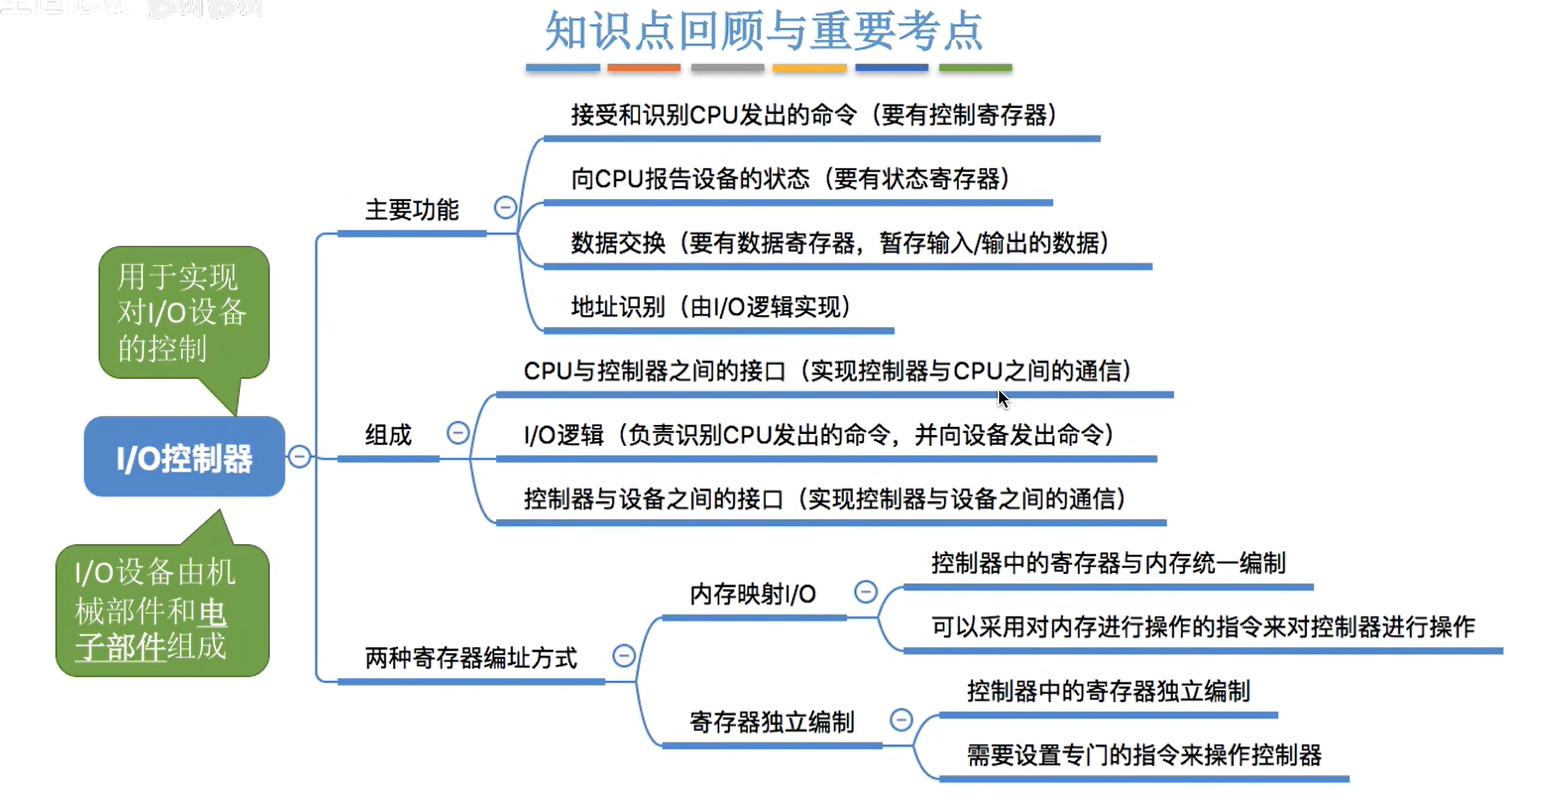 知识点回顾与重要考点
接受和识别CPU发出的命令（要有控制寄存器）
向CPU报告设备的状态（要有状态寄存器）
主要功能
数据交换（要有数据寄存器，暂存输入/输出的数据）
地址识别（由I/O逻辑实现）
用于实现
对I/O设备
的控制
CPU与控制器之间的接口（实现控制器与CPU之间的通信）
组成
I/O逻辑（负责识别CPU发出的命令，并向设备发出命令）
控制器与设备之间的接口（实现控制器与设备之间的通信）
I/O控制器
I/O设备由机
械部件和电
子部件组成
两种寄存器编址方式
内存映射I/O
控制器中的寄存器与内存统一编制
可以采用对内存进行操作的指令来对控制器进行操作
寄存器独立编制
控制器中的寄存器独立编制
需要设置专门的指令来操作控制器